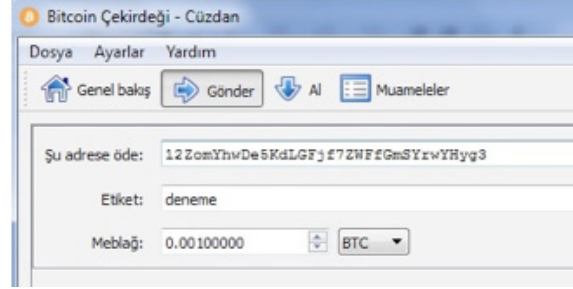 Bitcoin Çekirdeği - Cüzdan
Dosya Ayarlar Yardım
Genel bakış Gönder Al Muameleler
Şu adrese öde: 12ZomYhwDe5KdLGFjf7ZWFfGmSYrwYHyg3
Etiket: deneme
Meblağ: 0.00100000 BTC